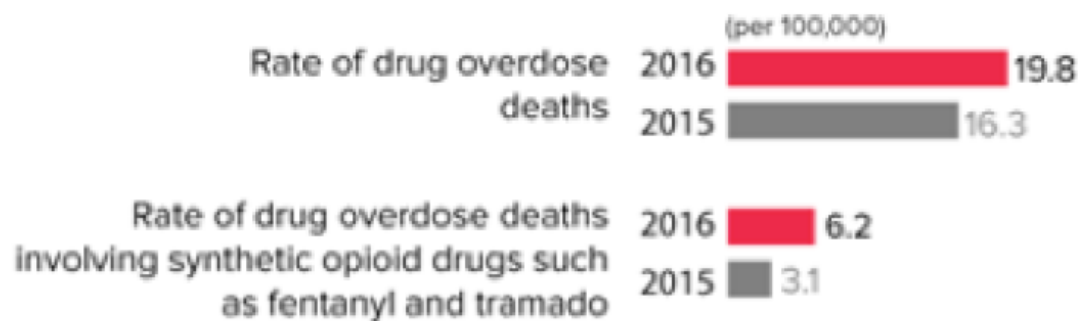 (per 100,000)
Rate of drug overdose deaths
2016 19.8
2015 16.3
Rate of drug overdose deaths
involving synthetic opioid drugs such
as fentanyl and tramado
2016 6.2
2015 3.1